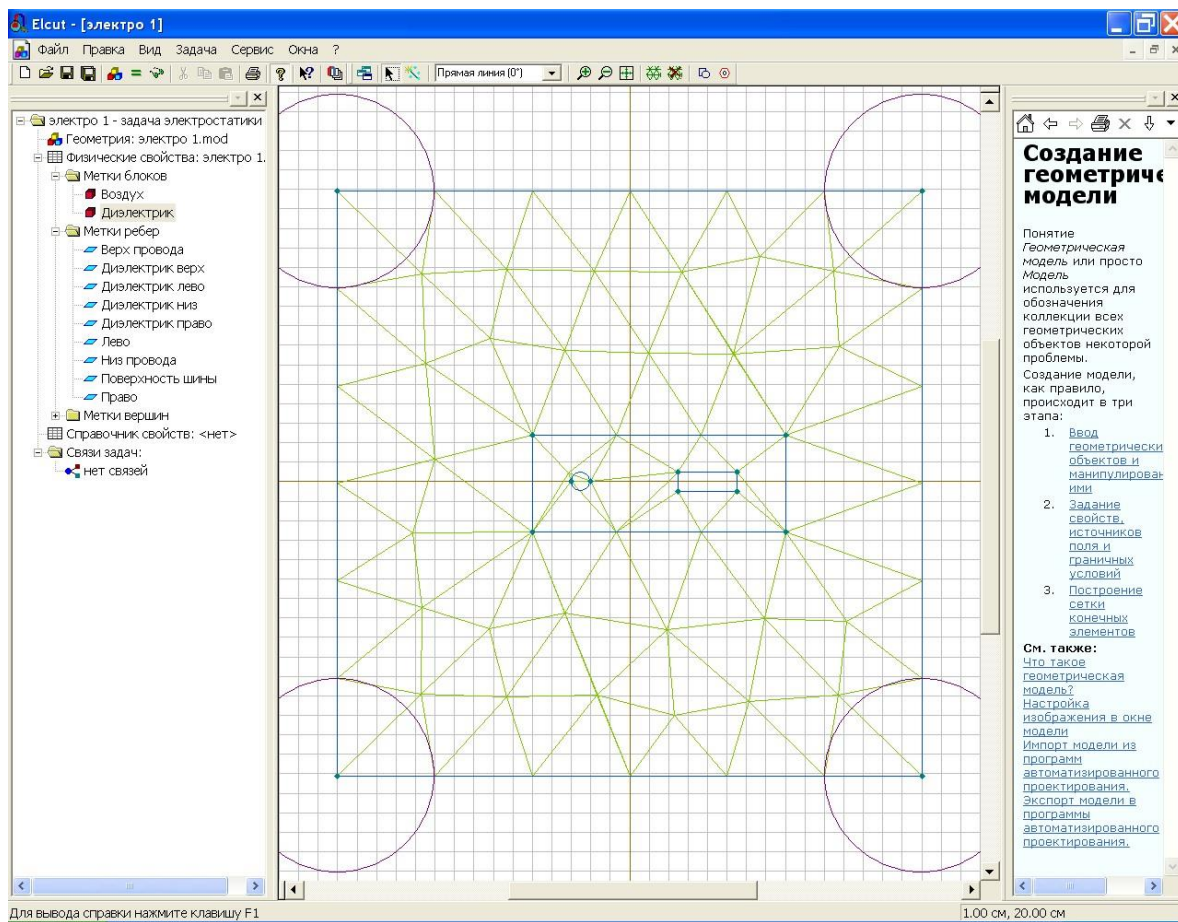 Elcut - [электро 1]
Файл Правка Вид Задача Сервис Окна ?
Прямая линия (0°)
электро 1 - задача электростатики
Геометрия: электро 1.mod
Физические свойства: электро 1.
Метки блоков
Воздух
Диэлектрик
Метки ребер
Верх провода
Диэлектрик верх
Диэлектрик лево
Диэлектрик низ
Диэлектрик право
Лево
Низ провода
Поверхность шины
Право
Метки вершин
Справочник свойств: <нет>
Связи задач:
нет связей
Создание
геометриче
модели
Понятие
Геометрическая
модель или просто
Модель
используется для
обозначения
коллекции всех
геометрических
объектов некоторой
проблемы.
Создание модели,
как правило,
происходит в три
этапа:
1. Ввод
геометрически
объектов и
манипулирован
ими
2. Задание
свойств,
источников
поля и
граничных
условий
3. Построение
сетки
конечных
элементов
См. также:
Что такое
геометрическая
модель?
Настройка
изображения в окне
модели
Импорт модели из
программ
автоматизированного
проектирования.
Экспорт модели в
программы
автоматизированного
проектирования.
Для вывода справки нажмите клавишу F1
1.00 см, 20.00 см